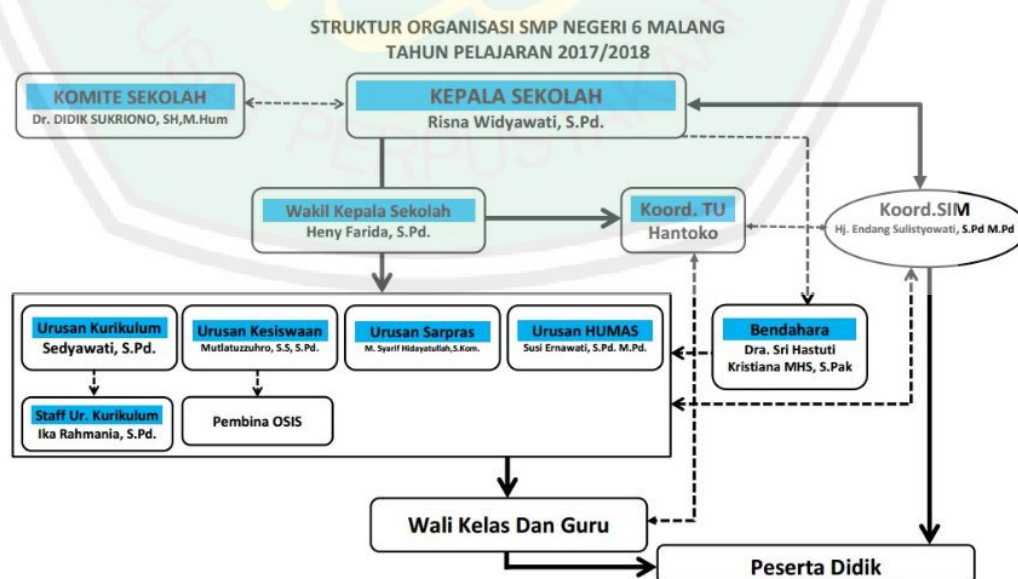 STRUKTUR ORGANISASI SMP NEGERI 6 MALANG
TAHUN PELAJARAN 2017/2018
KOMITE SEKOLAH
Dr. DIDIK SUKRIONO, SH,M.Hum
KEPALA SEKOLAH
Risna Widyawati, S.Pd.
Wakil Kepala Sekolah
Heny Farida, S.Pd.
Koord. TU
Hantoko
Koord.SIM
Hj. Endang Sulistyowati, S.Pd M.Pd
Urusan Kurikulum
Sedyawati, S.Pd.
Urusan Kesiswaan
Mutlatuzzuhro, S.S, S.Pd.
Urusan Sarpras
M. Syarif Hidayatullah,S.Kom.
Urusan HUMAS
Susi Ernawati, S.Pd. M.Pd.
Bendahara
Dra. Sri Hastuti
Kristiana MHS, S.Pak
Staff Ur. Kurikulum
Ika Rahmania, S.Pd.
Pembina OSIS
Wali Kelas Dan Guru
Peserta Didik